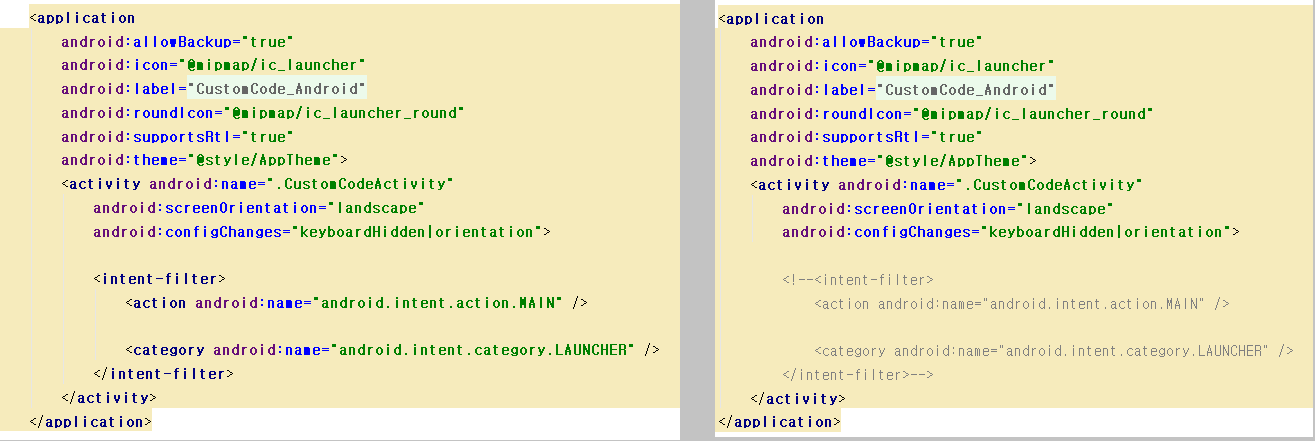 <application
android:allowBackup="true"
android:icon="@mipmap/ic_launcher"
android:label="CustomCode_Android"
android:roundIcon="@mipmap/ic_launcher_round"
android:supportsRtl="true"
android:theme="@style/AppTheme">
<activity android:name=".CustomCodeActivity"
android:screenOrientation="landscape"
android:configChanges="keyboardHidden|orientation">
<intent-filter>
<action android:name="android.intent.action.MAIN" />
<category android:name="android.intent.category.LAUNCHER" />
</intent-filter>
</activity>
</application>
<application
android:allowBackup="true"
android:icon="@mipmap/ic_launcher"
android:label="CustomCode_Android"
android:roundIcon="@mipmap/ic_launcher_round"
android:supportsRtl="true"
android:theme="@style/AppTheme">
<activity android:name=".CustomCodeActivity"
android:screenOrientation="landscape"
android:configChanges="keyboardHidden|orientation">
<!--<intent-filter>
<action android:name="android.intent.action.MAIN" />
<category android:name="android.intent.category.LAUNCHER" />
</intent-filter>-->
</activity>
</application>